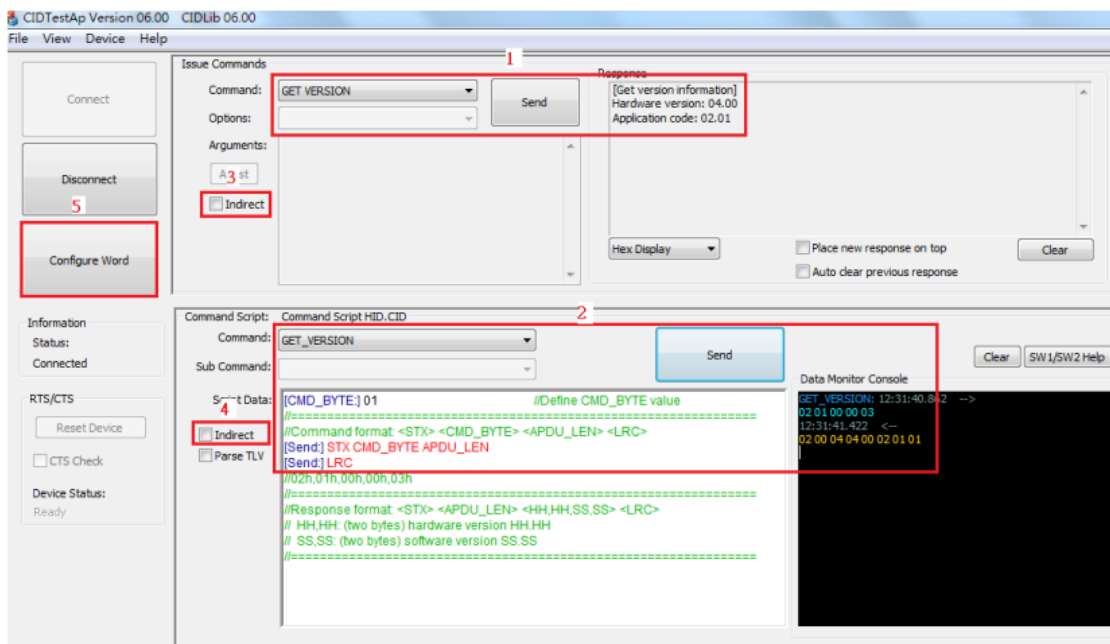 CIDTestAp Version 06.00 CIDLib 06.00
File View Device Help
Connect
Disconnect
5
Configure Word
Information
Status:
Connected
RTS/CTS
Reset Device
CTS Check
Device Status:
Ready
Issue Commands
1
Command: GET VERSION
Send
Options:
Arguments:
3
Indirect
Response
[Get version information]
Hardware version: 04.00
Application code: 02.01
Hex Display
Place new response on top
Clear
Auto clear previous response
Command Script: Command Script HID.CID
2
Command: GET_VERSION
Send
Sub Command:
Clear
SW1/SW2 Help
Script Data:
4
Indirect
Parse TLV
[CMD_BYTE:] 01 //Define CMD_BYTE value
//=========================================================
//Command format: <STX> <CMD_BYTE> <APDU_LEN> <LRC>
[Send:] STX CMD_BYTE APDU_LEN
[Send:] LRC
//02h,01h,00h,00h,03h
//=========================================================
//Response format: <STX> <APDU_LEN> <HH,HH,SS,SS> <LRC>
// HH,HH: (two bytes) hardware version HH.HH
// SS,SS: (two bytes) software version SS.SS
//=========================================================
Data Monitor Console
GET_VERSION: 12:31:40.842 -->
02 01 00 00 03
12:31:41.422 <--
02 00 04 04 00 02 01 01